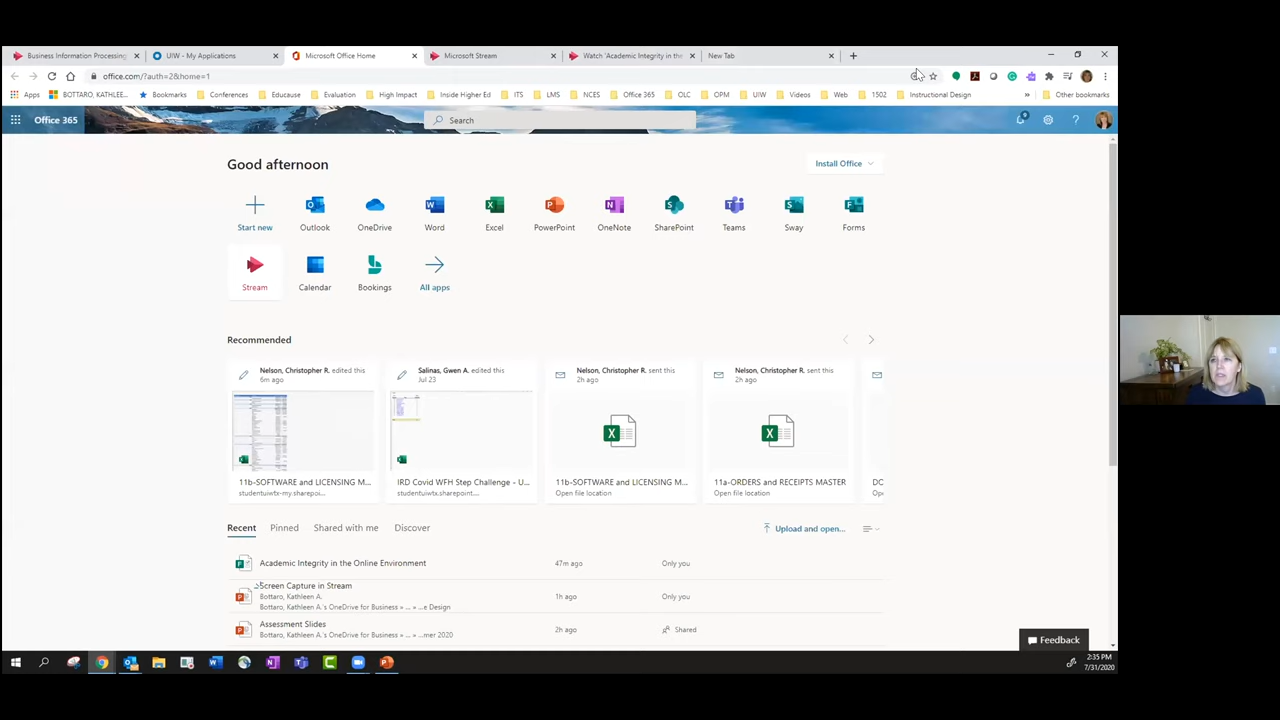 Business Information Processing
UIW - My Applications
Microsoft Office Home
Microsoft Stream
Watch 'Academic Integrity in the
New Tab
office.com/?auth=2&home=1
Apps
BOTTARO, KATHLEE...
Bookmarks
Conferences
Educause
Evaluation
High Impact
Inside Higher Ed
ITS
LMS
NCES
Office 365
OLC
OPM
UIW
Videos
Web
1502
Instructional Design
»
Other bookmarks
Office 365
Search
Good afternoon
Install Office
Start new
Outlook
OneDrive
Word
Excel
PowerPoint
OneNote
SharePoint
Teams
Sway
Forms
Stream
Calendar
Bookings
All apps
Recommended
Nelson, Christopher R. edited this
6m ago
Salinas, Gwen A. edited this
Jul 23
Nelson, Christopher R. sent this
2h ago
Nelson, Christopher R. sent this
2h ago
11b-SOFTWARE and LICENSING M...
studentuiwtx-my.sharepoi...
IRD Covid WFH Step Challenge - U...
studentuiwtx.sharepoint....
11b-SOFTWARE and LICENSING M...
Open file location
11a-ORDERS and RECEIPTS MASTER
Open file location
Recent
Pinned
Shared with me
Discover
Upload and open...
Academic Integrity in the Online Environment
47m ago
Only you
Screen Capture in Stream
Bottaro, Kathleen A.'s OneDrive for Business » ... » ...e Design
1h ago
Only you
Assessment Slides
Bottaro, Kathleen A.'s OneDrive for Business » ... » ...mer 2020
2h ago
Shared
Feedback
2:35 PM
7/31/2020